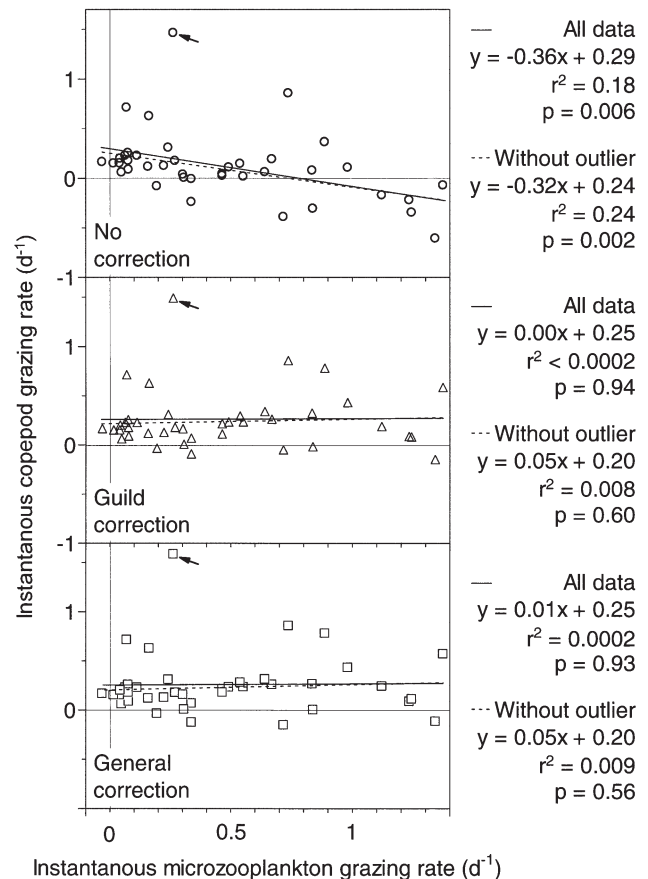 1
0
-1
No
correction
All data
y = -0.36x + 0.29
r² = 0.18
p = 0.006
Without outlier
y = -0.32x + 0.24
r² = 0.24
p = 0.002
1
0
-1
Guild
correction
All data
y = 0.00x + 0.25
r² < 0.0002
p = 0.94
Without outlier
y = 0.05x + 0.20
r² = 0.008
p = 0.60
1
0
General
correction
All data
y = 0.01x + 0.25
r² = 0.0002
p = 0.93
Without outlier
y = 0.05x + 0.20
r² = 0.009
p = 0.56
Instantanous copepod grazing rate (d⁻¹)
0 0.5 1
Instantanous microzooplankton grazing rate (d⁻¹)